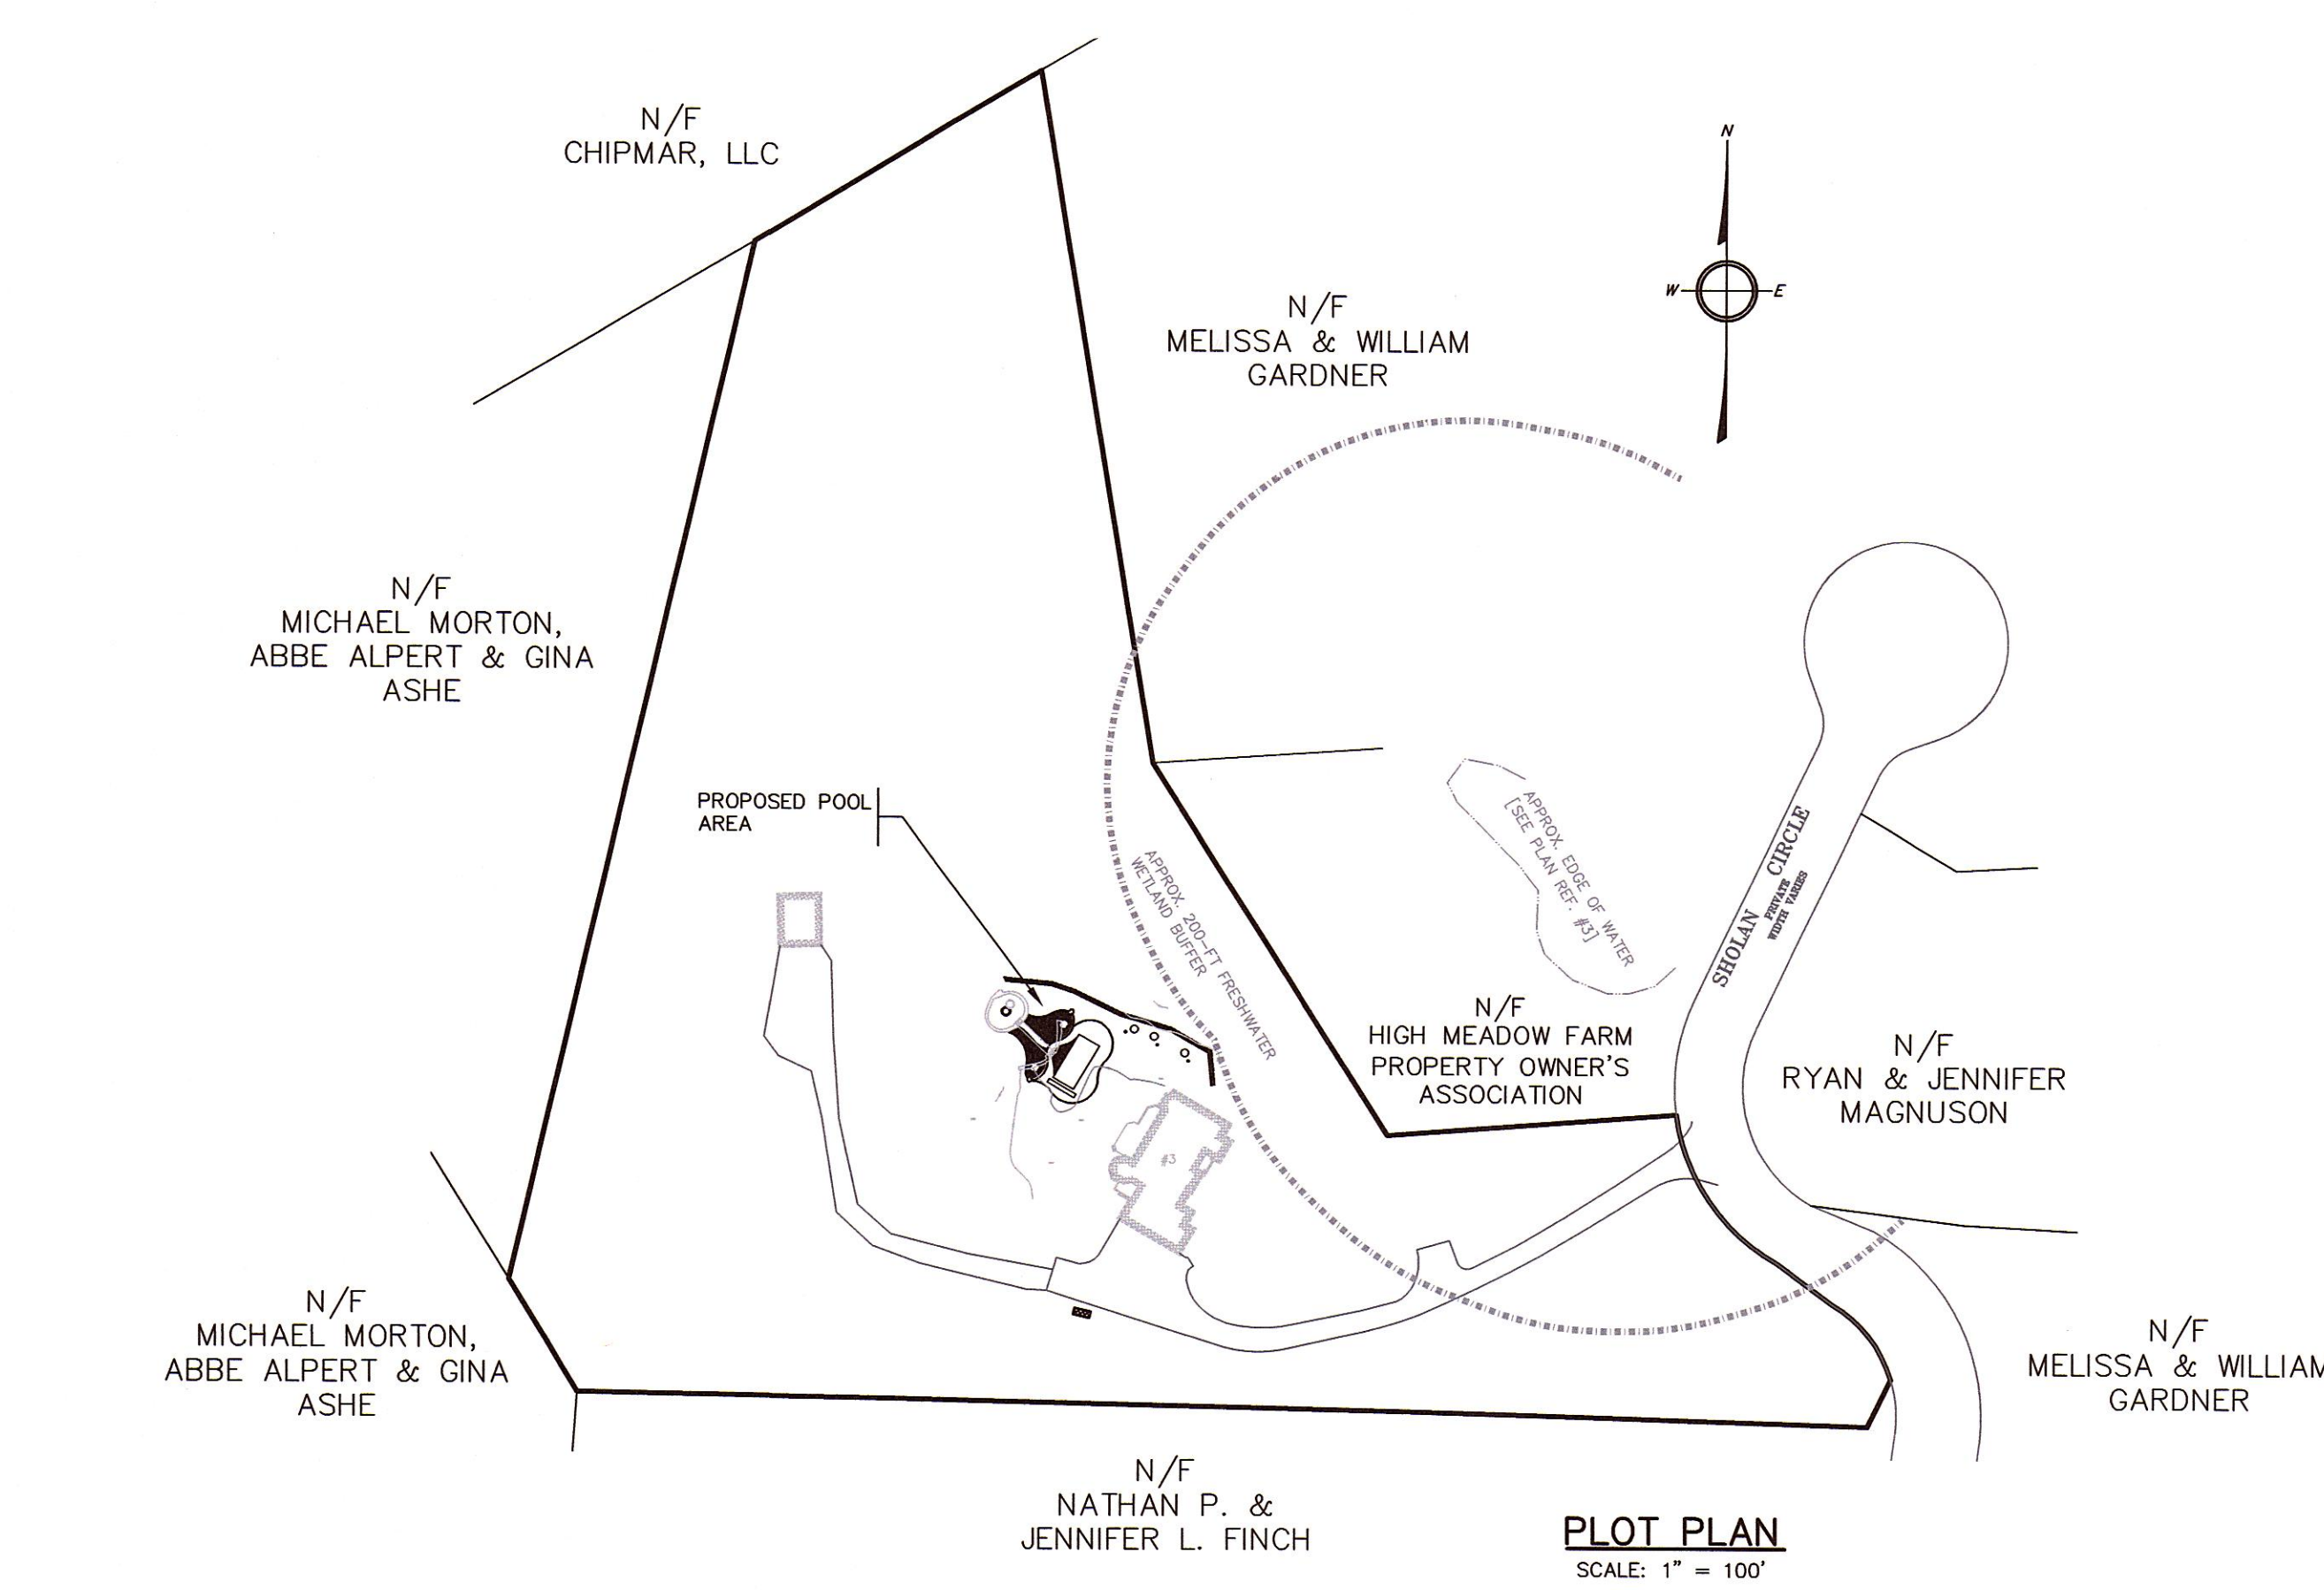 N/F
CHIPMAR, LLC
N
W
E
N/F
MELISSA & WILLIAM
GARDNER
N/F
MICHAEL MORTON,
ABBE ALPERT & GINA
ASHE
PROPOSED POOL
AREA
APPROX. 200-FT FRESHWATER
WETLAND BUFFER
APPROX. EDGE OF WATER
[SEE PLAN REF. #3]
SHOLAN CIRCLE
PRIVATE
WIDTH VARIES
N/F
HIGH MEADOW FARM
PROPERTY OWNER'S
ASSOCIATION
N/F
RYAN & JENNIFER
MAGNUSON
#3
N/F
MICHAEL MORTON,
ABBE ALPERT & GINA
ASHE
N/F
MELISSA & WILLIAM
GARDNER
N/F
NATHAN P. &
JENNIFER L. FINCH
PLOT PLAN
SCALE: 1" = 100'